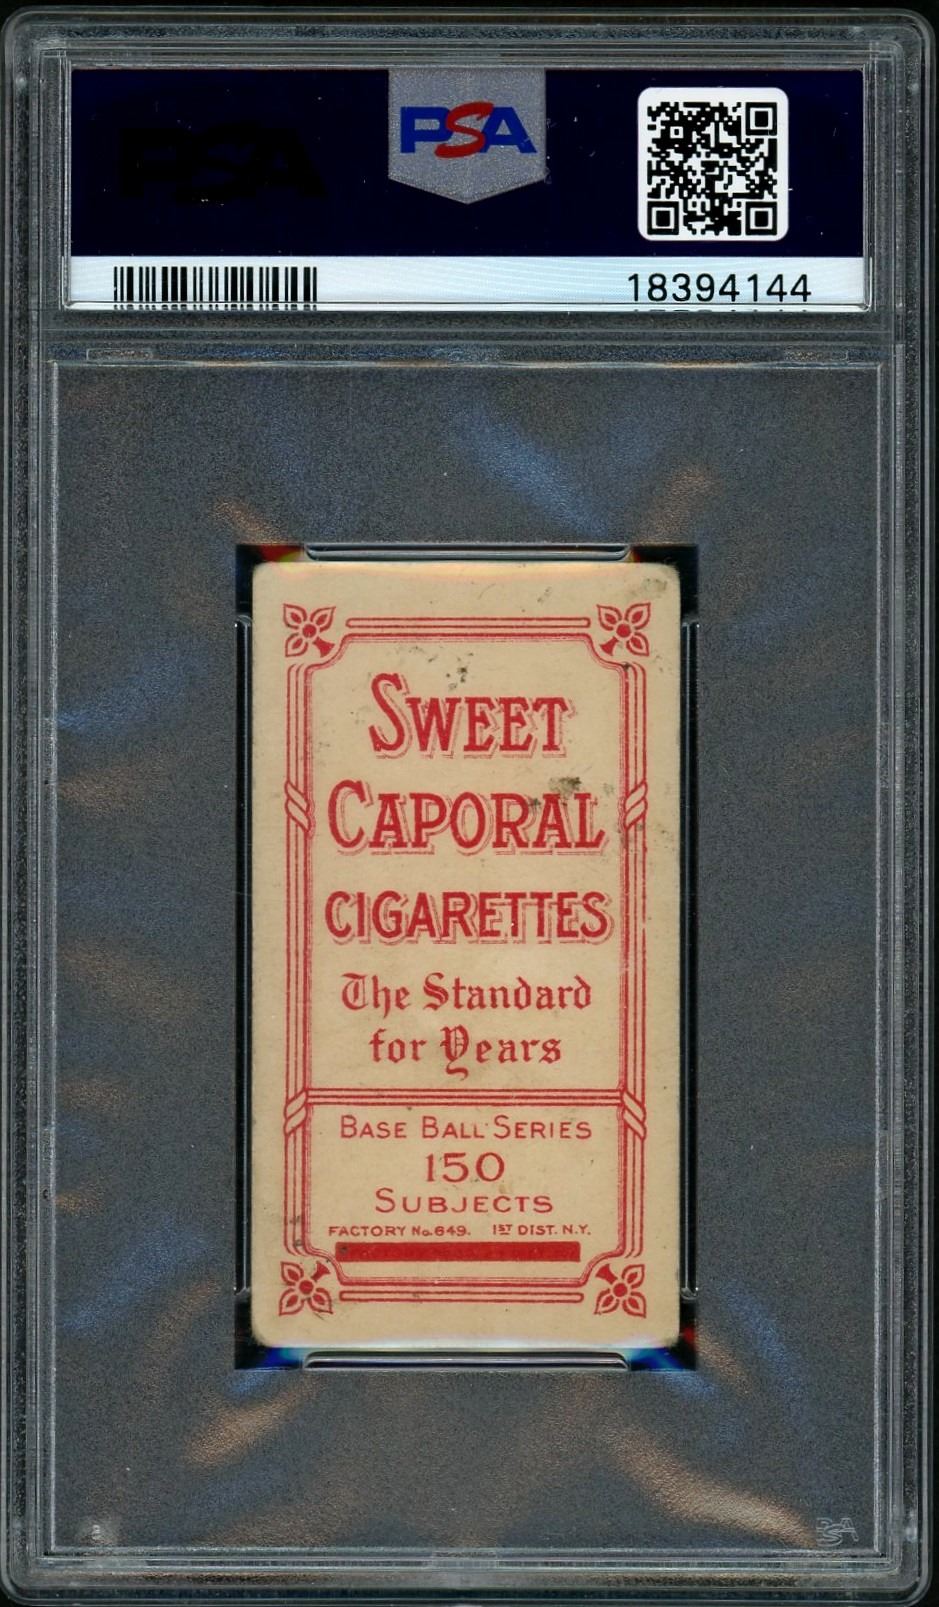 PSA
18394144
SWEET
CAPORAL
CIGARETTES
The Standard
for Years
BASE BALL SERIES
150
SUBJECTS
FACTORY No. 649. 1ST DIST. N.Y.
PSA